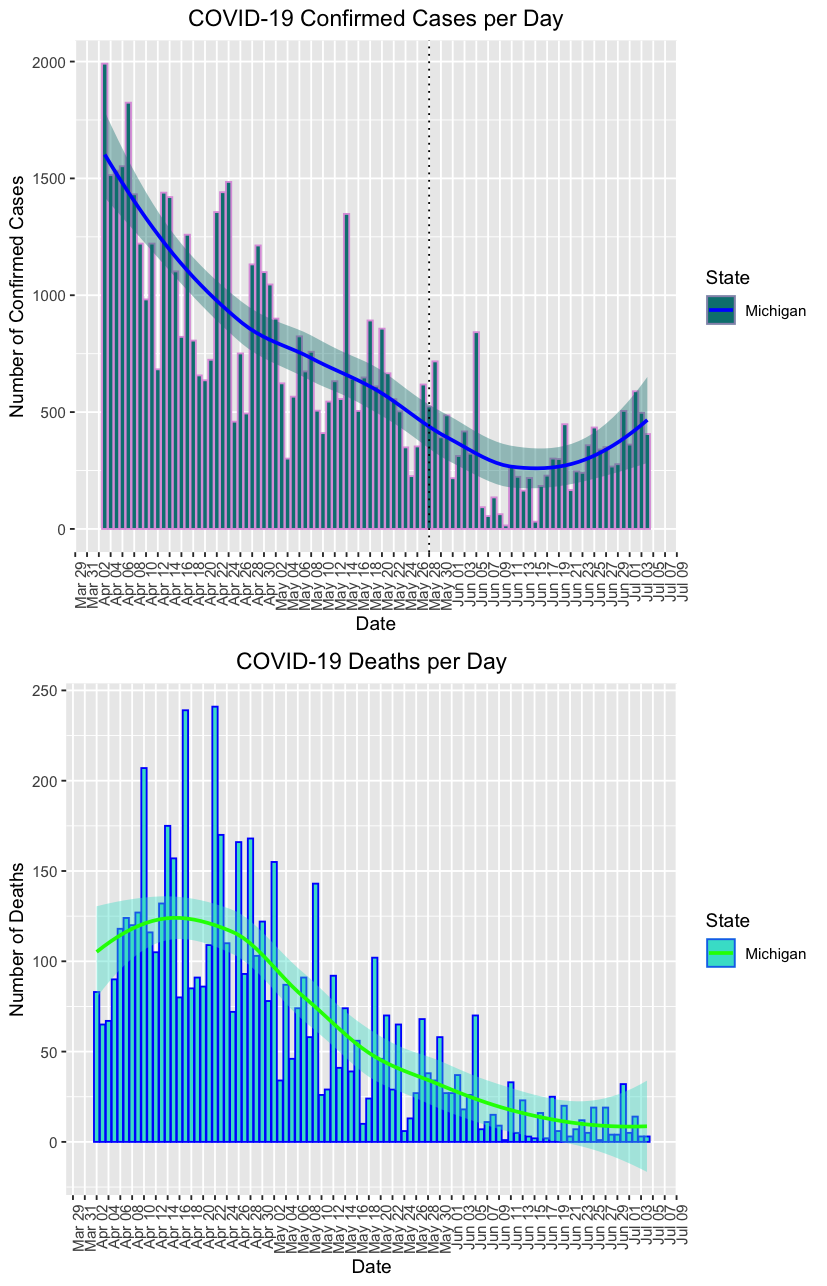 COVID-19 Confirmed Cases per Day
Number of Confirmed Cases
2000
1500
1000
500
0
Mar 29
Mar 31
Apr 02
Apr 04
Apr 06
Apr 08
Apr 10
Apr 12
Apr 14
Apr 16
Apr 18
Apr 20
Apr 22
Apr 24
Apr 26
Apr 28
Apr 30
May 02
May 04
May 06
May 08
May 10
May 12
May 14
May 16
May 18
May 20
May 22
May 24
May 26
May 28
May 30
Jun 01
Jun 03
Jun 05
Jun 07
Jun 09
Jun 11
Jun 13
Jun 15
Jun 17
Jun 19
Jun 21
Jun 23
Jun 25
Jun 27
Jun 29
Jul 01
Jul 03
Jul 05
Jul 07
Jul 09
Date
State
Michigan
COVID-19 Deaths per Day
Number of Deaths
250
200
150
100
50
0
Mar 29
Mar 31
Apr 02
Apr 04
Apr 06
Apr 08
Apr 10
Apr 12
Apr 14
Apr 16
Apr 18
Apr 20
Apr 22
Apr 24
Apr 26
Apr 28
Apr 30
May 02
May 04
May 06
May 08
May 10
May 12
May 14
May 16
May 18
May 20
May 22
May 24
May 26
May 28
May 30
Jun 01
Jun 03
Jun 05
Jun 07
Jun 09
Jun 11
Jun 13
Jun 15
Jun 17
Jun 19
Jun 21
Jun 23
Jun 25
Jun 27
Jun 29
Jul 01
Jul 03
Jul 05
Jul 07
Jul 09
Date
State
Michigan